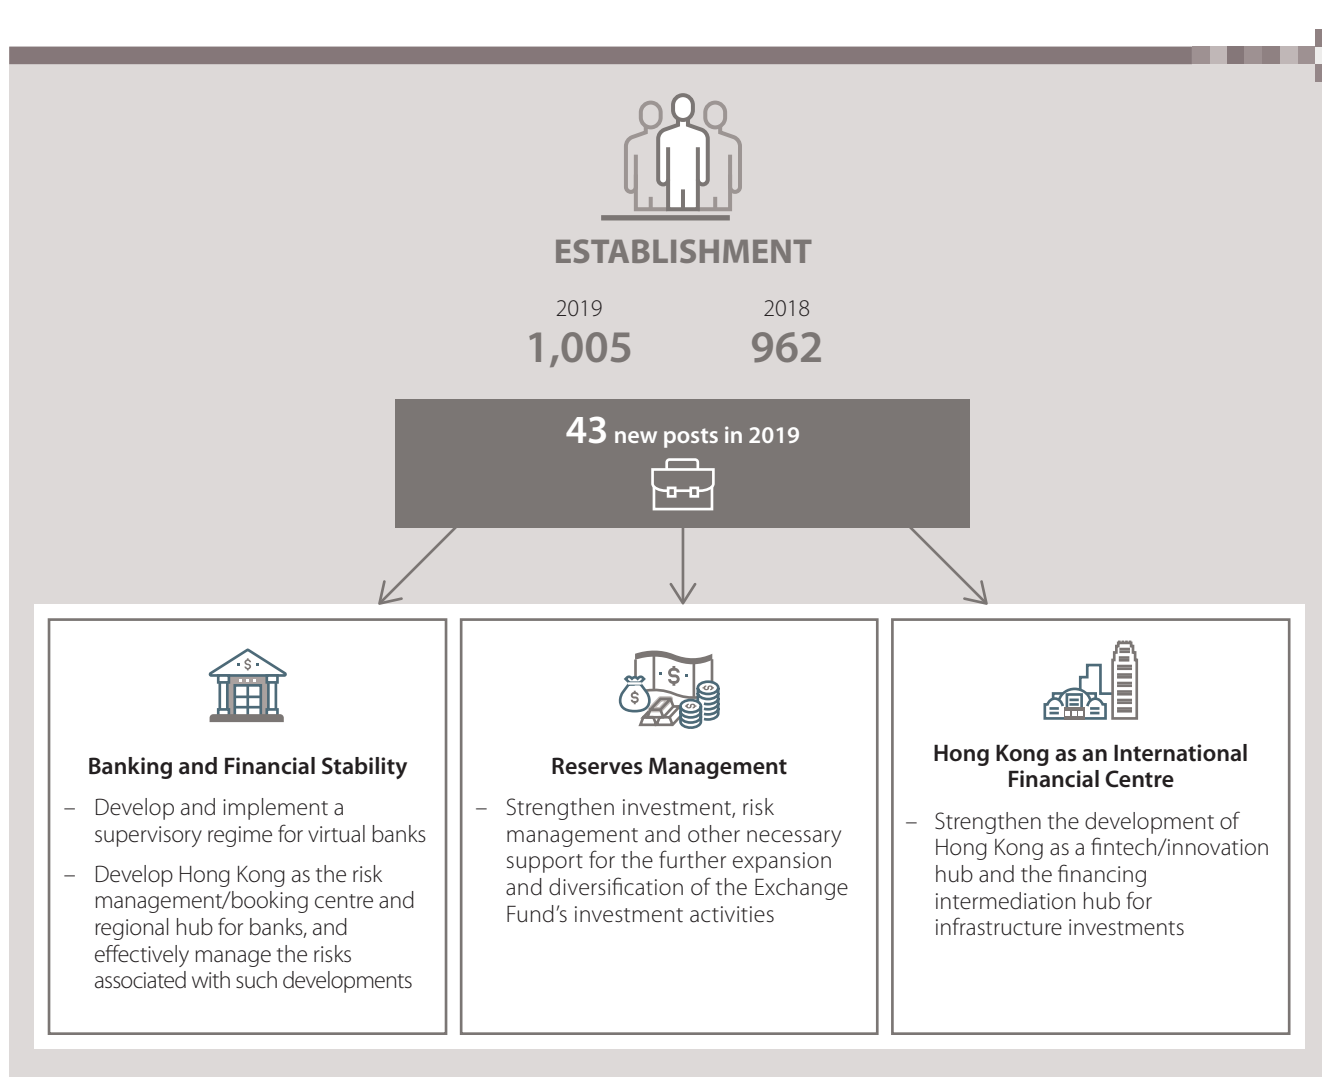 ESTABLISHMENT
2019
1,005
2018
962
43 new posts in 2019
Banking and Financial Stability
– Develop and implement a
supervisory regime for virtual banks
– Develop Hong Kong as the risk
management/booking centre and
regional hub for banks, and
effectively manage the risks
associated with such developments
Reserves Management
– Strengthen investment, risk
management and other necessary
support for the further expansion
and diversification of the Exchange
Fund's investment activities
Hong Kong as an International
Financial Centre
– Strengthen the development of
Hong Kong as a fintech/innovation
hub and the financing
intermediation hub for
infrastructure investments